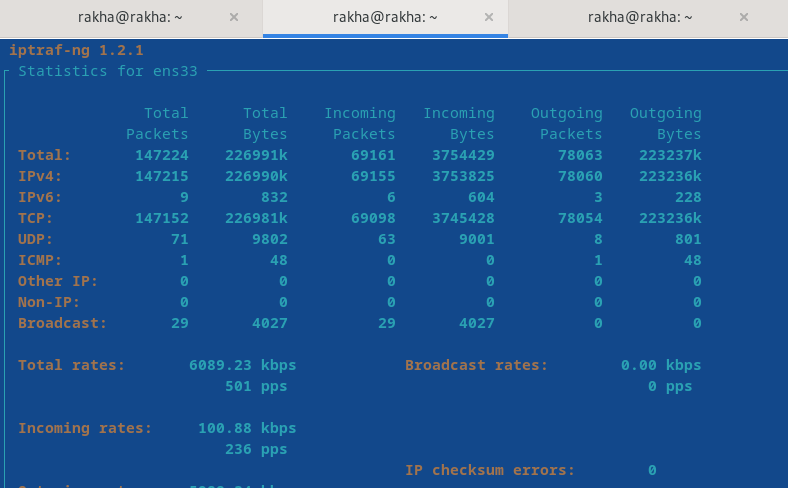 rakha@rakha: ~ × rakha@rakha: ~ × rakha@rakha: ~ ×
iptraf-ng 1.2.1
Statistics for ens33
Total Total Incoming Incoming Outgoing Outgoing
Packets Bytes Packets Bytes Packets Bytes
Total: 147224 226991k 69161 3754429 78063 223237k
IPv4: 147215 226990k 69155 3753825 78060 223236k
IPv6: 9 832 6 604 3 228
TCP: 147152 226981k 69098 3745428 78054 223236k
UDP: 71 9802 63 9001 8 801
ICMP: 1 48 0 0 1 48
Other IP: 0 0 0 0 0 0
Non-IP: 0 0 0 0 0 0
Broadcast: 29 4027 29 4027 0 0
Total rates: 6089.23 kbps Broadcast rates: 0.00 kbps
501 pps 0 pps
Incoming rates: 100.88 kbps
236 pps
IP checksum errors: 0